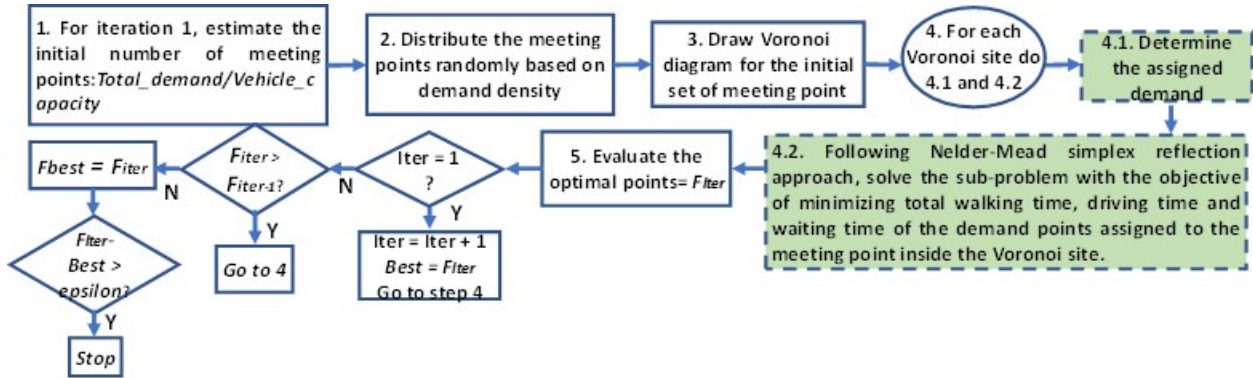 1. For iteration 1, estimate the
initial number of meeting
points:Total_demand/Vehicle_c
apacity
2. Distribute the meeting
points randomly based on
demand density
3. Draw Voronoi
diagram for the initial
set of meeting point
4. For each
Voronoi site do
4.1 and 4.2
4.1. Determine
the assigned
demand
4.2. Following Nelder-Mead simplex reflection
approach, solve the sub-problem with the objective
of minimizing total walking time, driving time and
waiting time of the demand points assigned to the
meeting point inside the Voronoi site.
5. Evaluate the
optimal points= FIter
Iter = 1
?
N
Y
Iter = Iter + 1
Best = FIter
Go to step 4
Fiter >
Fiter-1?
N
Y
Go to 4
Fbest = FIter
N
FIter-
Best >
epsilon?
Y
Stop